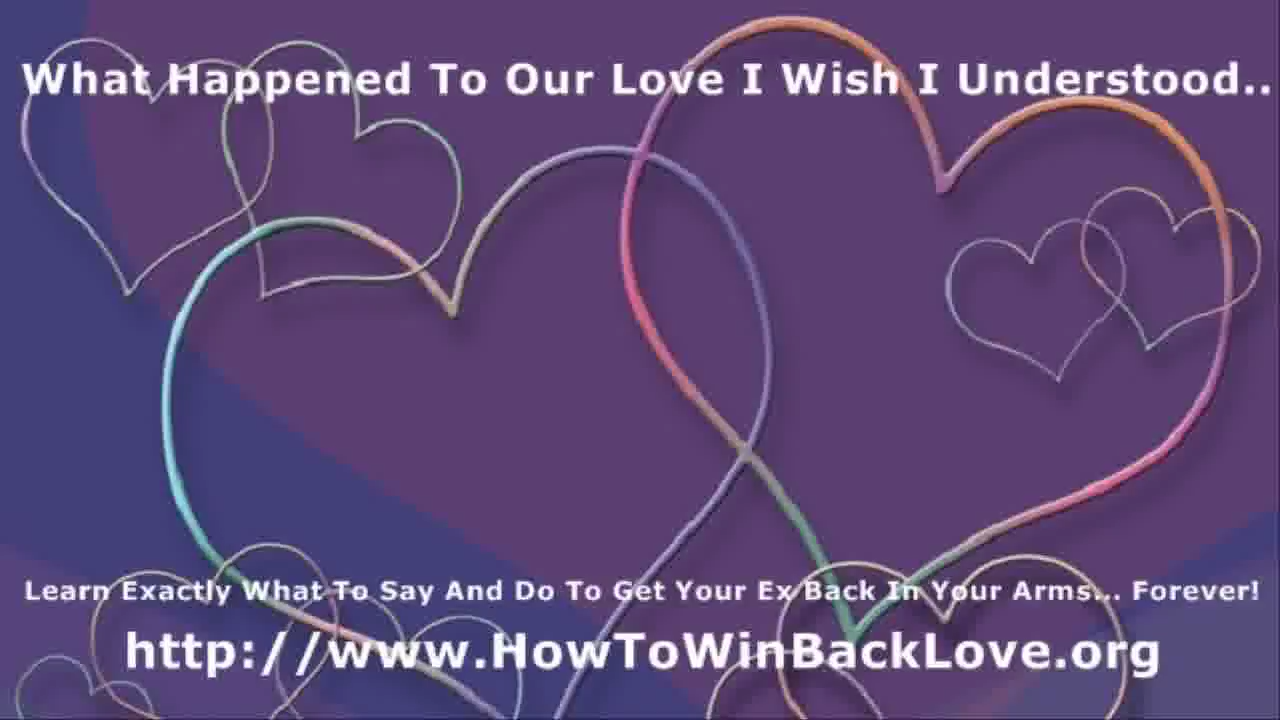 What Happened To Our Love I Wish I Understood..
Learn Exactly What To Say And Do To Get Your Ex Back In Your Arms... Forever!
http://www.HowToWinBackLove.org